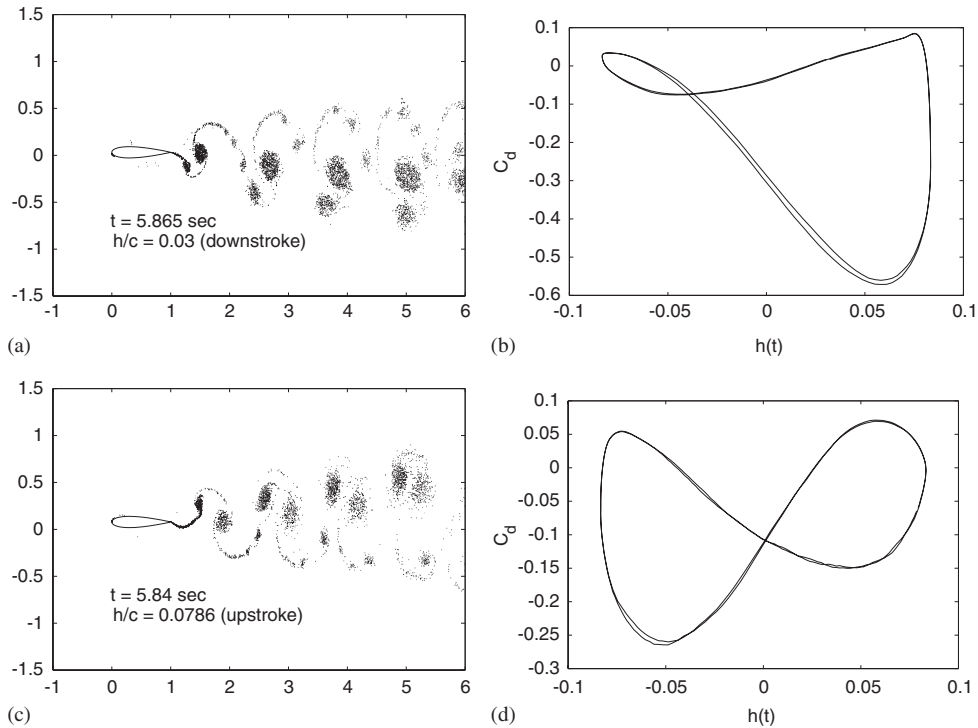 1.5
1
0.5
0
-0.5
-1
-1.5
t = 5.865 sec
h/c = 0.03 (downstroke)
-1 0 1 2 3 4 5 6
(a)
0.1
0
-0.1
-0.2
-0.3
-0.4
-0.5
-0.6
C_d
-0.1 -0.05 0 0.05 0.1
h(t)
(b)
1.5
1
0.5
0
-0.5
-1
-1.5
t = 5.84 sec
h/c = 0.0786 (upstroke)
-1 0 1 2 3 4 5 6
(c)
0.1
0.05
0
-0.05
-0.1
-0.15
-0.2
-0.25
-0.3
C_d
-0.1 -0.05 0 0.05 0.1
h(t)
(d)